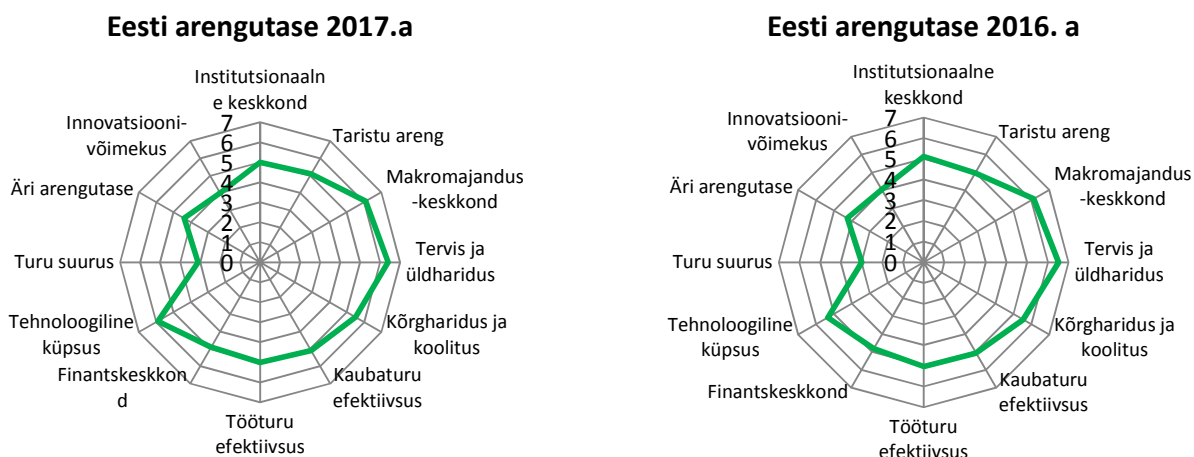 Eesti arengutase 2017.a
Institutsionaaln
e keskkond
Taristu areng
Makromajandus
-keskkond
Tervis ja
üldharidus
Kõrgharidus ja
koolitus
Kaubaturu
efektiivsus
Tööturu
efektiivsus
Finantskeskkon
d
Tehnoloogiline
küpsus
Turu suurus
Äri arengutase
Innovatsiooni-
võimekus
7
6
5
4
3
2
1
0
Eesti arengutase 2016. a
Institutsionaalne
keskkond
Taristu areng
Makromajandus
-keskkond
Tervis ja
üldharidus
Kõrgharidus ja
koolitus
Kaubaturu
efektiivsus
Tööturu
efektiivsus
Finantskeskkond
Tehnoloogiline
küpsus
Turu suurus
Äri arengutase
Innovatsiooni-
võimekus
7
6
5
4
3
2
1
0